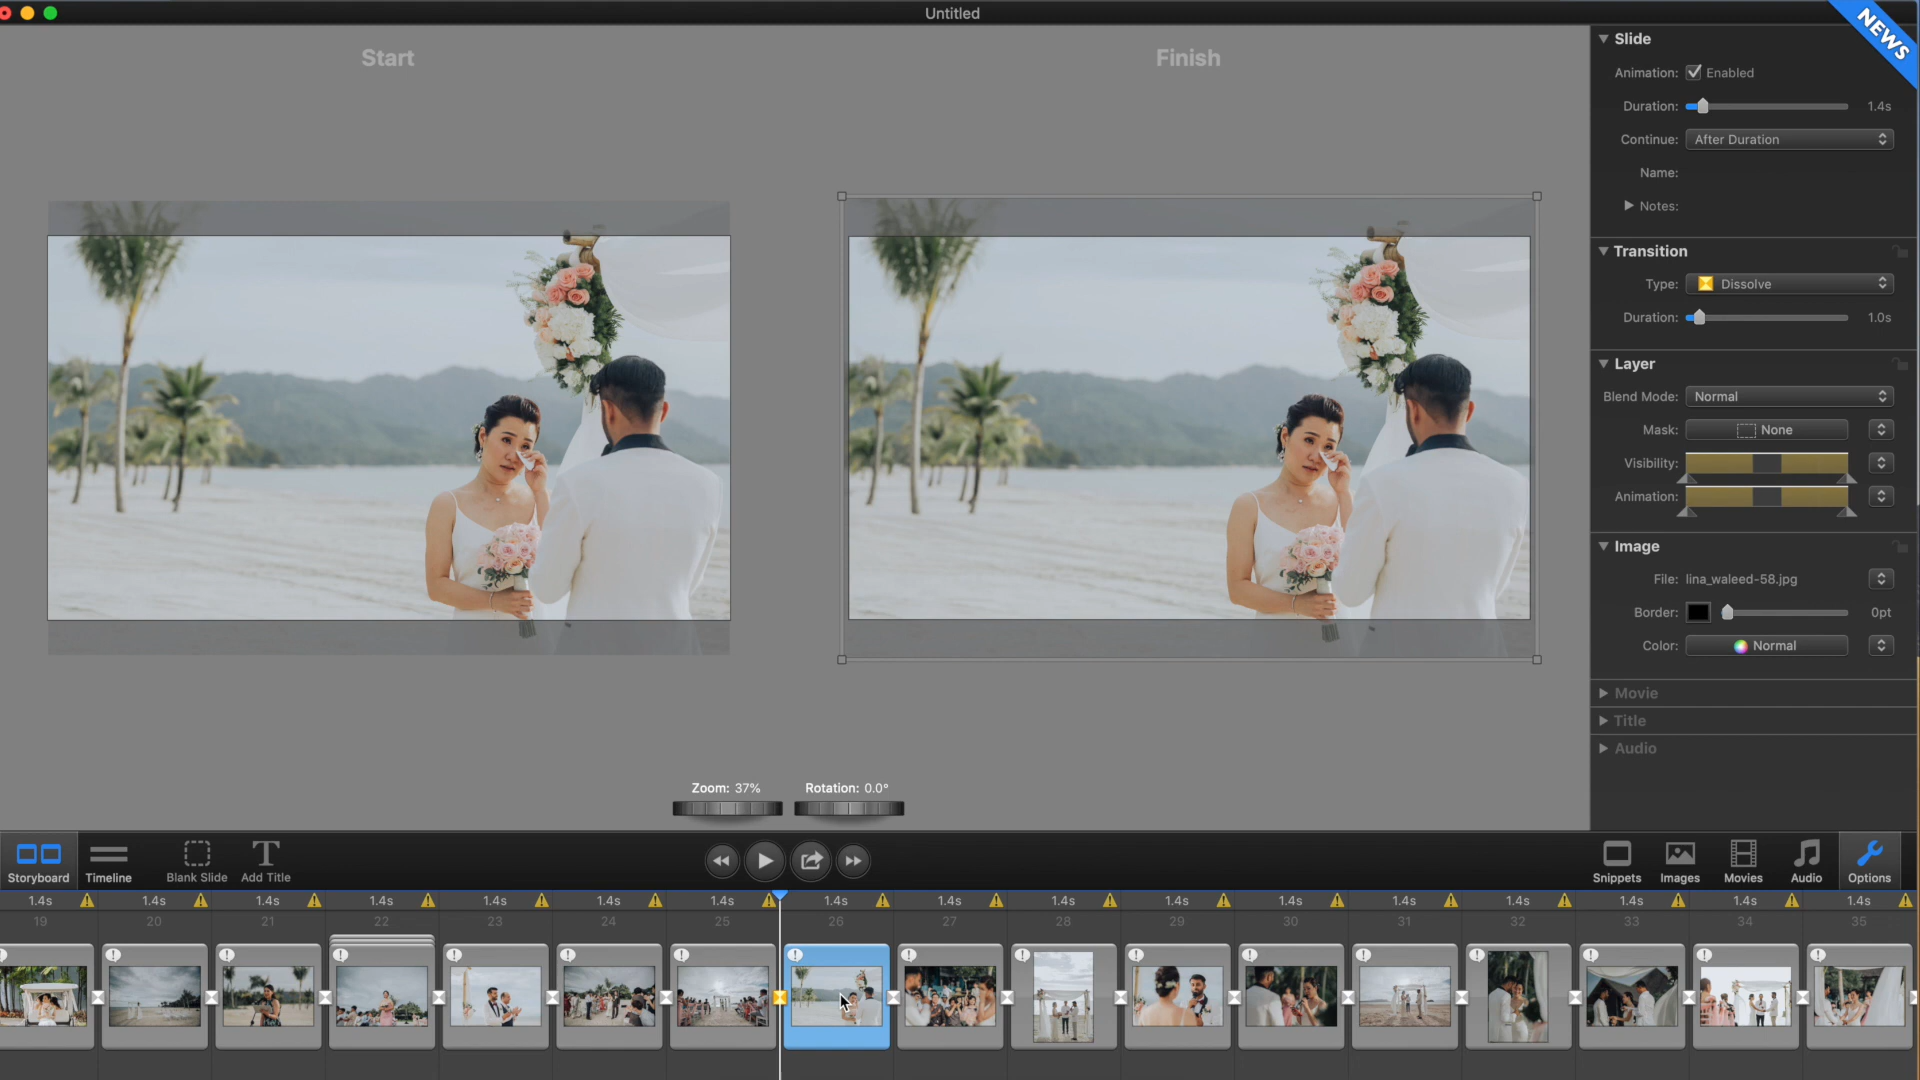 Untitled
NEWS
Start
Finish
Slide
Animation: Enabled
Duration: 1.4s
Continue: After Duration
Name:
Notes:
Transition
Type: Dissolve
Duration: 1.0s
Layer
Blend Mode: Normal
Mask: None
Visibility:
Animation:
Image
File: lina_waleed-58.jpg
Border: 0pt
Color: Normal
Movie
Title
Audio
Zoom: 37% Rotation: 0.0°
Storyboard Timeline Blank Slide Add Title Snippets Images Movies Audio Options
1.4s 1.4s 1.4s 1.4s 1.4s 1.4s 1.4s 1.4s 1.4s 1.4s 1.4s 1.4s 1.4s 1.4s 1.4s 1.4s 1.4s
19 20 21 22 23 24 25 26 27 28 29 30 31 32 33 34 35